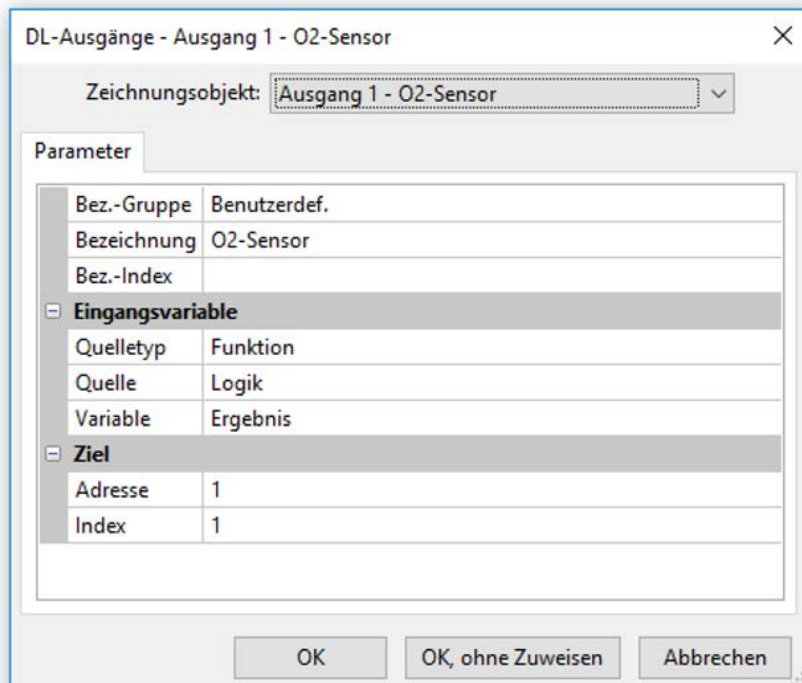 DL-Ausgänge - Ausgang 1 - O2-Sensor
Zeichnungsobjekt: Ausgang 1 - O2-Sensor
Parameter
Bez.-Gruppe Benutzerdef.
Bezeichnung O2-Sensor
Bez.-Index
Eingangsvariable
Quelletyp Funktion
Quelle Logik
Variable Ergebnis
Ziel
Adresse 1
Index 1
OK OK, ohne Zuweisen Abbrechen